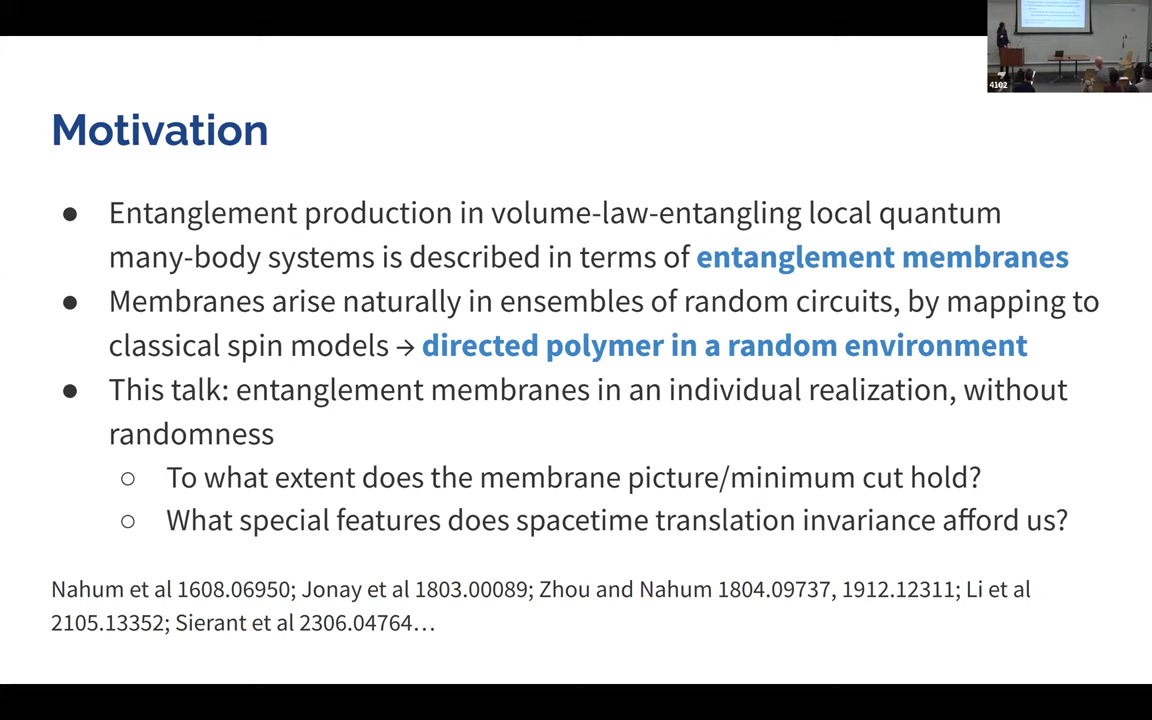 4102
Motivation
● Entanglement production in volume-law-entangling local quantum
many-body systems is described in terms of entanglement membranes
● Membranes arise naturally in ensembles of random circuits, by mapping to
classical spin models → directed polymer in a random environment
● This talk: entanglement membranes in an individual realization, without
randomness
○ To what extent does the membrane picture/minimum cut hold?
○ What special features does spacetime translation invariance afford us?
Nahum et al 1608.06950; Jonay et al 1803.00089; Zhou and Nahum 1804.09737, 1912.12311; Li et al
2105.13352; Sierant et al 2306.04764…